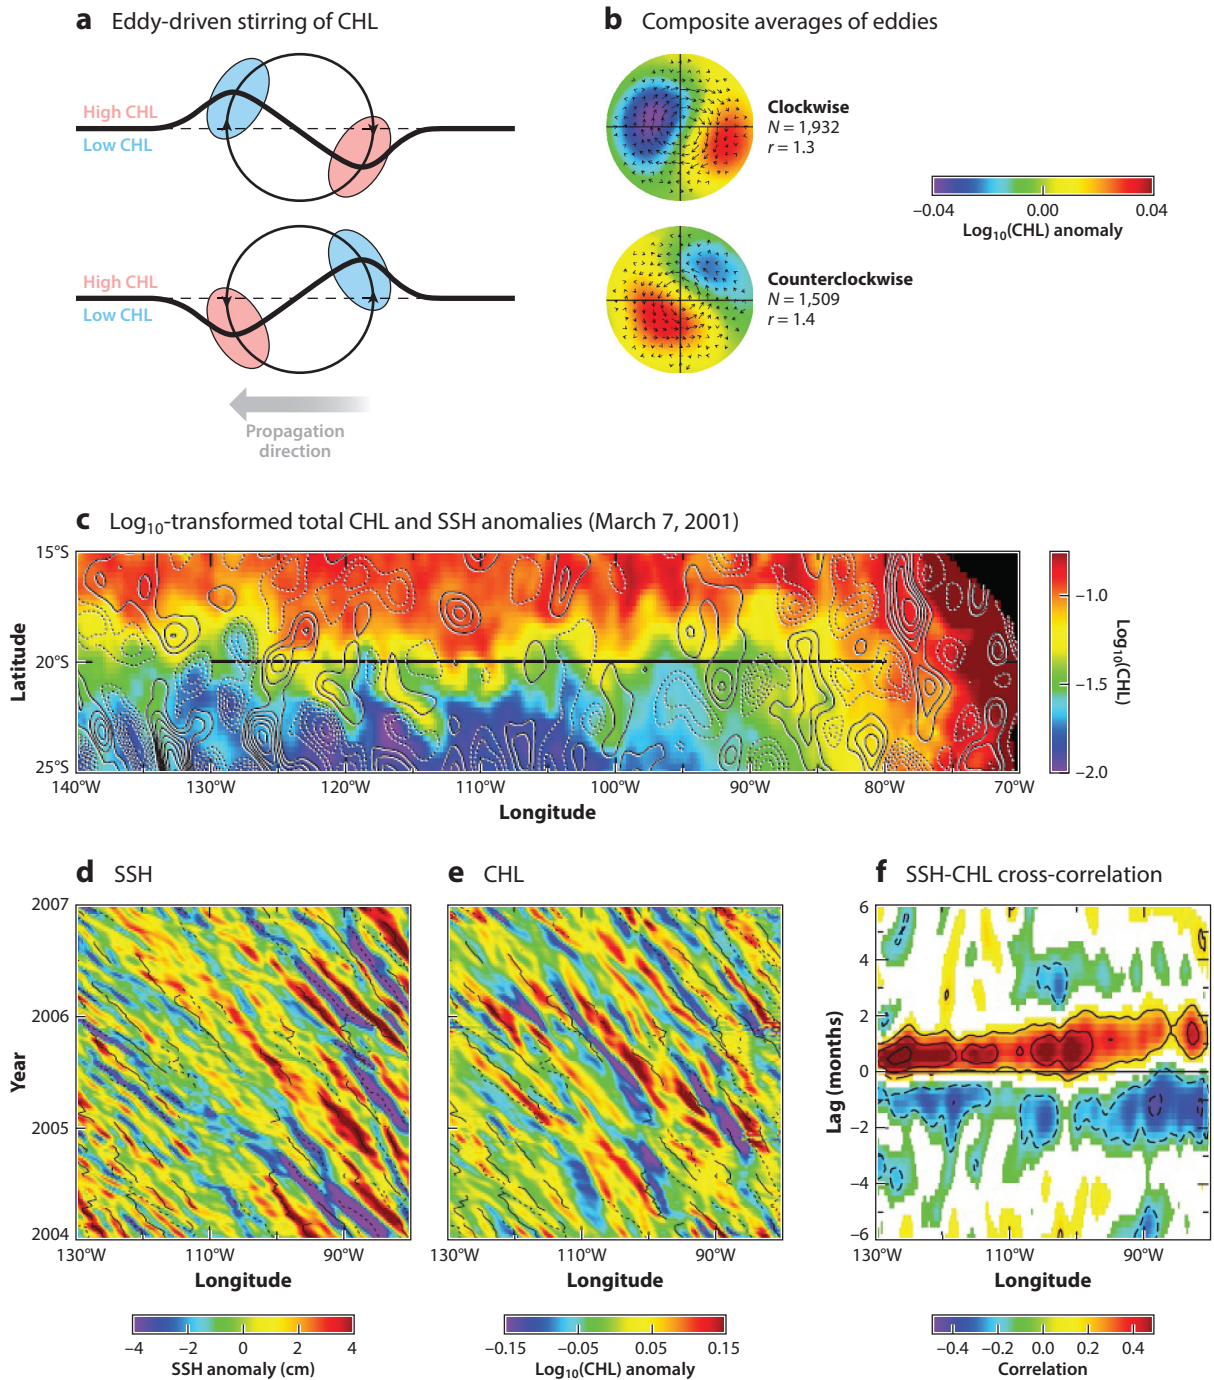 a Eddy-driven stirring of CHL
High CHL
Low CHL
High CHL
Low CHL
Propagation
direction
b Composite averages of eddies
Clockwise
N = 1,932
r = 1.3
Counterclockwise
N = 1,509
r = 1.4
−0.04 0.00 0.04
Log10(CHL) anomaly
c Log10-transformed total CHL and SSH anomalies (March 7, 2001)
15°S
20°S
25°S
Latitude
140°W 130°W 120°W 110°W 100°W 90°W 80°W 70°W
Longitude
−1.0
−1.5
−2.0
Log10(CHL)
d SSH
2007
2006
2005
2004
Year
130°W 110°W 90°W
Longitude
−4 −2 0 2 4
SSH anomaly (cm)
e CHL
130°W 110°W 90°W
Longitude
−0.15 −0.05 0.05 0.15
Log10(CHL) anomaly
f SSH-CHL cross-correlation
6
4
2
0
−2
−4
−6
Lag (months)
130°W 110°W 90°W
Longitude
−0.4 −0.2 0.0 0.2 0.4
Correlation